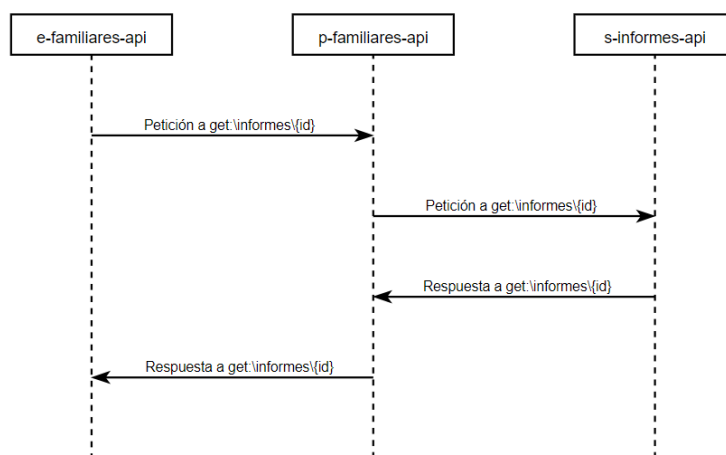 e-familiares-api
p-familiares-api
s-informes-api
Petición a get:\informes\{id}
Petición a get:\informes\{id}
Respuesta a get:\informes\{id}
Respuesta a get:\informes\{id}